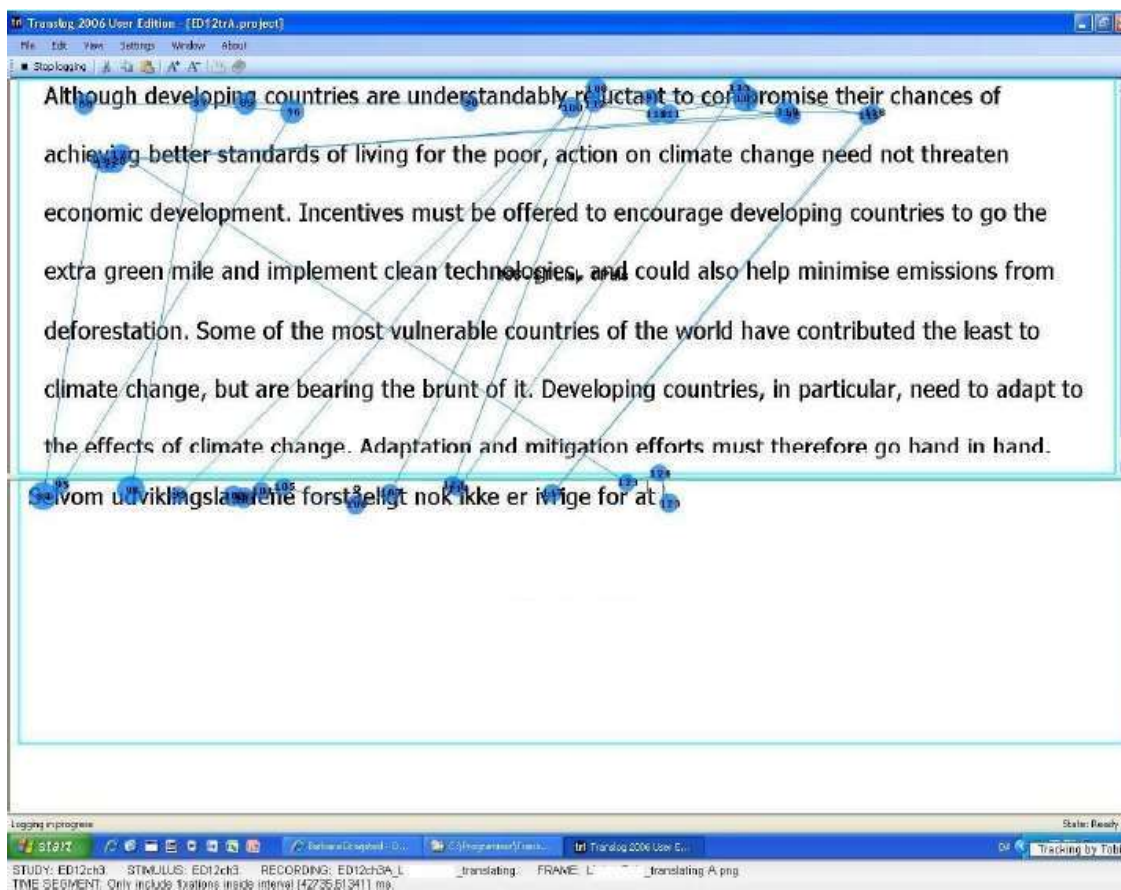 Translog 2006 User Edition - [ED12trA.project]
File Edit View Settings Window About
Stop logging A+ A-
Although developing countries are understandably reluctant to compromise their chances of
achieving better standards of living for the poor, action on climate change need not threaten
economic development. Incentives must be offered to encourage developing countries to go the
extra green mile and implement clean technologies, and could also help minimise emissions from
deforestation. Some of the most vulnerable countries of the world have contributed the least to
climate change, but are bearing the brunt of it. Developing countries, in particular, need to adapt to
the effects of climate change. Adaptation and mitigation efforts must therefore go hand in hand.
Selvom udviklingslandene forståeligt nok ikke er ivrige for at
Logging in progress State: Ready
start Translog 2006 User E... Tracking by Tobi
STUDY: ED12ch3. STIMULUS: ED12ch3. RECORDING: ED12ch3A_L _translating. FRAME: L _translating A.png
TIME SEGMENT: Only include fixations inside interval [42735,61341] ms.